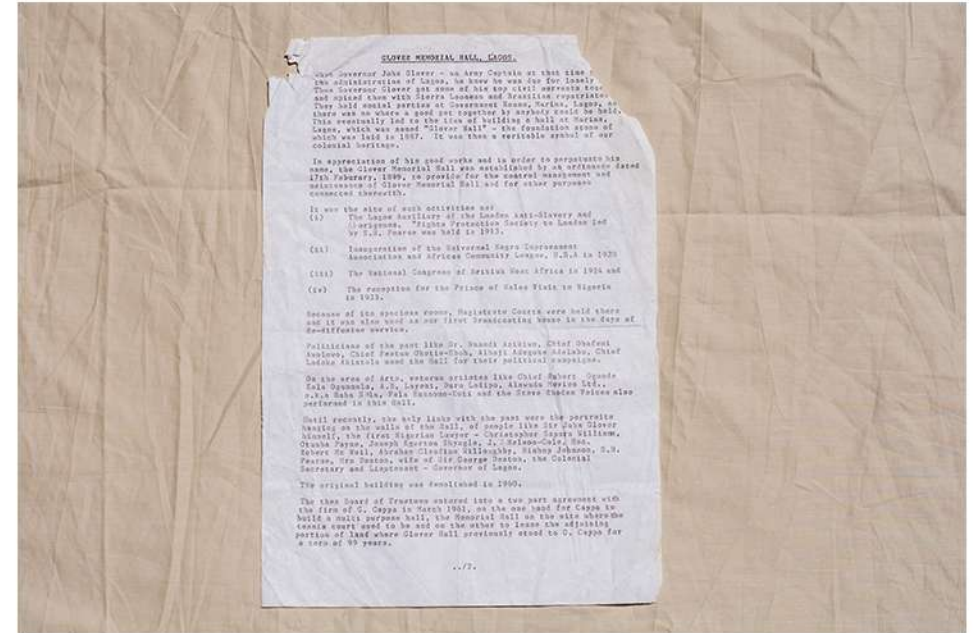 GLOVER MEMORIAL HALL, LAGOS.
Governor John Glover - an Army Captain at that time
the administration of Lagos, he knew he was due for lonely
Thus Governor Glover got some of his top civil servants
and spiced them with Sierra Leonean and Brazilian repatriates
They held social parties at Government House, Marina, Lagos, as
there was no where a good get together by anybody could be held.
This eventually led to the idea of building a hall at Marina,
Lagos, which was named "Glover Hall" - the foundation stone of
which was laid in 1887. It was then a veritable symbol of our
colonial heritage.
In appreciation of his good works and in order to perpetuate his
name, the Glover Memorial Hall was established by an ordinance dated
17th Feburary, 1899, to provide for the control management and
maintenance of Glover Memorial Hall and for other purposes
connected therewith.
It was the site of such activities as:
(i) The Lagos Auxiliary of the London Anti-Slavery and
Aborigenes. "Rights Protection Society to London led
by S.H. Pearse was held in 1913.
(ii) Inauguration of the Universal Negro Improvement
Association and African Community League, U.S.A in 1920
(iii) The National Congress of British West Africa in 1924 and
(iv) The reception for the Prince of Wales Visit to Nigeria
in 1925.
Because of its spacious rooms, Magistrate Courts were held there
and it was also used as our first broadcasting house in the days of
Re-diffusion service.
Politicians of the past like Dr. Nnamdi Azikiwe, Chief Obafemi
Awolowo, Chief Festus Okotie-Eboh, Alhaji Adegoke Adelabu, Chief
Ladoke Akintola used the Hall for their political campaigns.
On the area of Arts, veteran artistes like Chief Hubert Ogunde
Kola Ogunmola, A.B. Layeni, Duro Ladipo, Alawada Movies Ltd.,
a.k.a Baba Sala, Fela Ransome-Kuti and the Steve Rhodes Voices also
performed in this Hall.
Until recently, the only links with the past were the portraits
hanging on the walls of the Hall, of people like Sir John Glover
himself, the first Nigerian Lawyer - Christopher Sapara Williams,
Otunba Payne, Joseph Egerton Shyngle, J. Nelson-Cole, Hon.
Robert Mc Neil, Abraham Claudius Willoughby, Bishop Johnson, S.H.
Pearse, Mrs Denton, wife of Sir George Denton, the Colonial
Secretary and Lieutenant - Governor of Lagos.
The original building was demolished in 1960.
The then Board of Trustees entered into a two part agreement with
the firm of G. Cappa in March 1961, on the one hand for Cappa to
build a multi purpose hall, the Memorial Hall on the site where the
tennis court used to be and on the other to lease the adjoining
portion of land where Glover Hall previously stood to G. Cappa for
a term of 99 years.
../2.